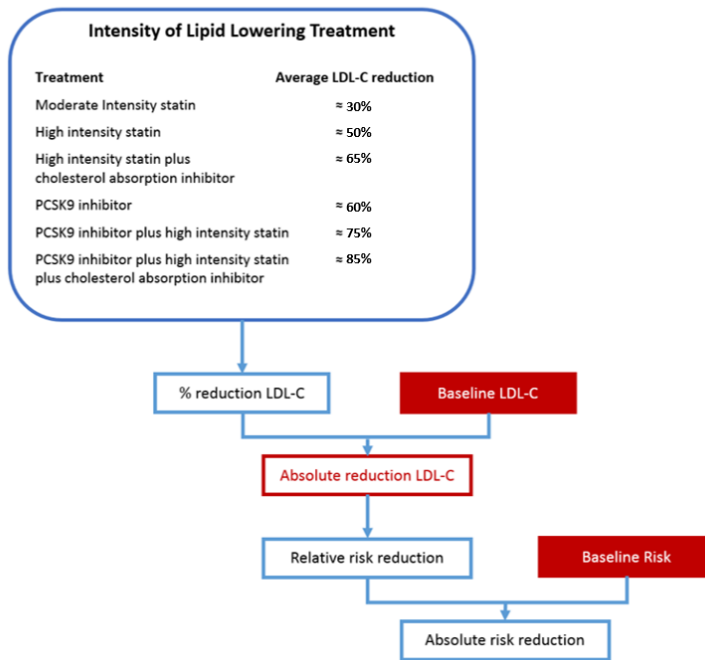 Intensity of Lipid Lowering Treatment
Treatment Average LDL-C reduction
Moderate Intensity statin ≈ 30%
High intensity statin ≈ 50%
High intensity statin plus ≈ 65%
cholesterol absorption inhibitor
PCSK9 inhibitor ≈ 60%
PCSK9 inhibitor plus high intensity statin ≈ 75%
PCSK9 inhibitor plus high intensity statin ≈ 85%
plus cholesterol absorption inhibitor
% reduction LDL-C Baseline LDL-C
Absolute reduction LDL-C
Relative risk reduction Baseline Risk
Absolute risk reduction